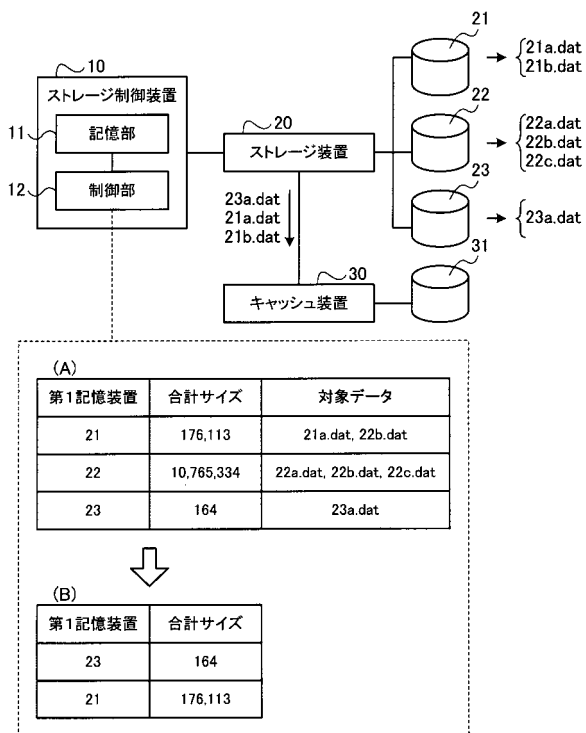 10
ストレージ制御装置
11
記憶部
12
制御部
20
ストレージ装置
21
21a.dat
21b.dat
22
22a.dat
22b.dat
22c.dat
23
23a.dat
23a.dat
21a.dat
21b.dat
30
キャッシュ装置
31
(A)
第1記憶装置 合計サイズ 対象データ
21 176,113 21a.dat, 22b.dat
22 10,765,334 22a.dat, 22b.dat, 22c.dat
23 164 23a.dat
(B)
第1記憶装置 合計サイズ
23 164
21 176,113